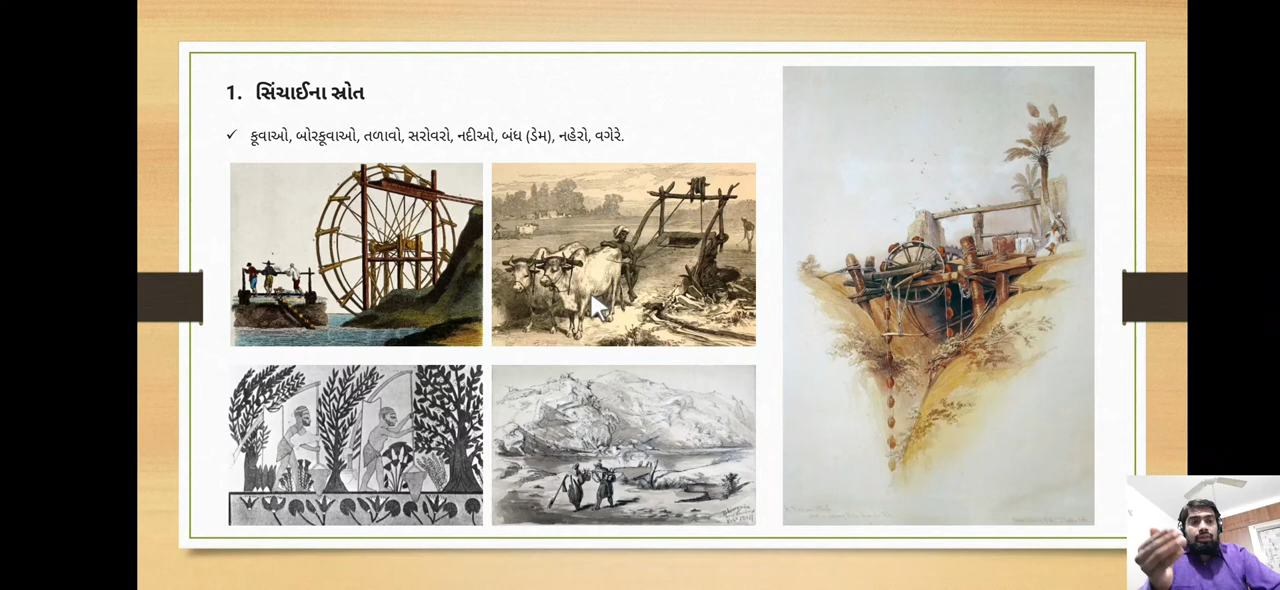 1. સિંચાઈના સ્રોત
✓ કૂવાઓ, બોરકૂવાઓ, તળાવો, સરોવરો, નદીઓ, બંધ (ડેમ), નહેરો, વગેરે.